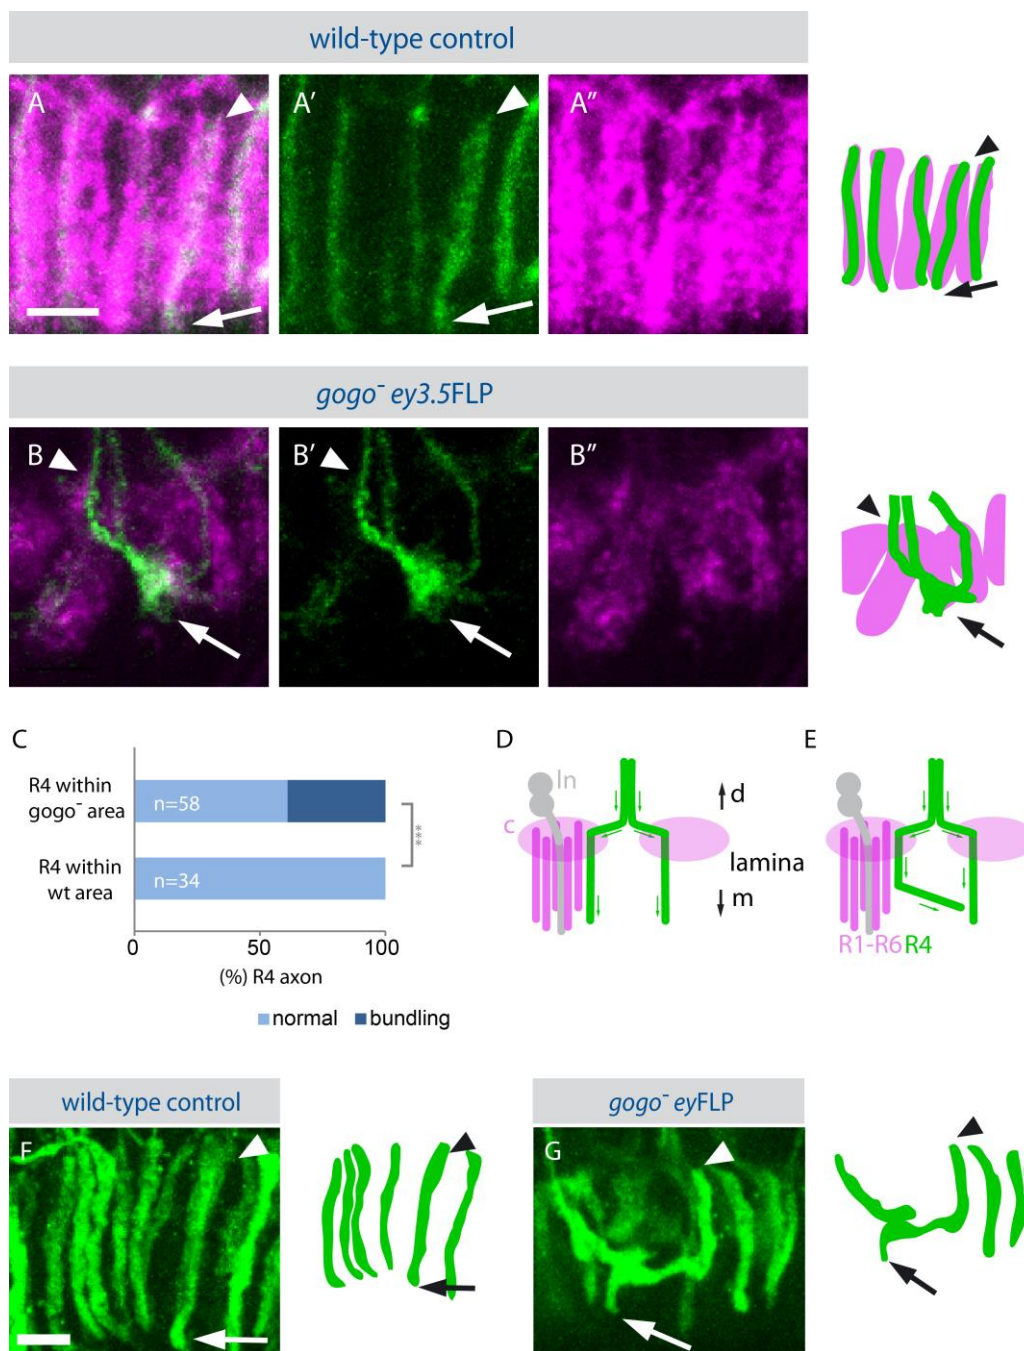 wild-type control
A
A′
A″
gogo⁻ ey3.5FLP
B
B′
B″
C
R4 within
gogo⁻ area
n=58
R4 within
wt area
n=34
***
0
50
100
(%) R4 axon
normal
bundling
D
ln
d
c
lamina
m
E
R1-R6 R4
wild-type control
F
gogo⁻ eyFLP
G